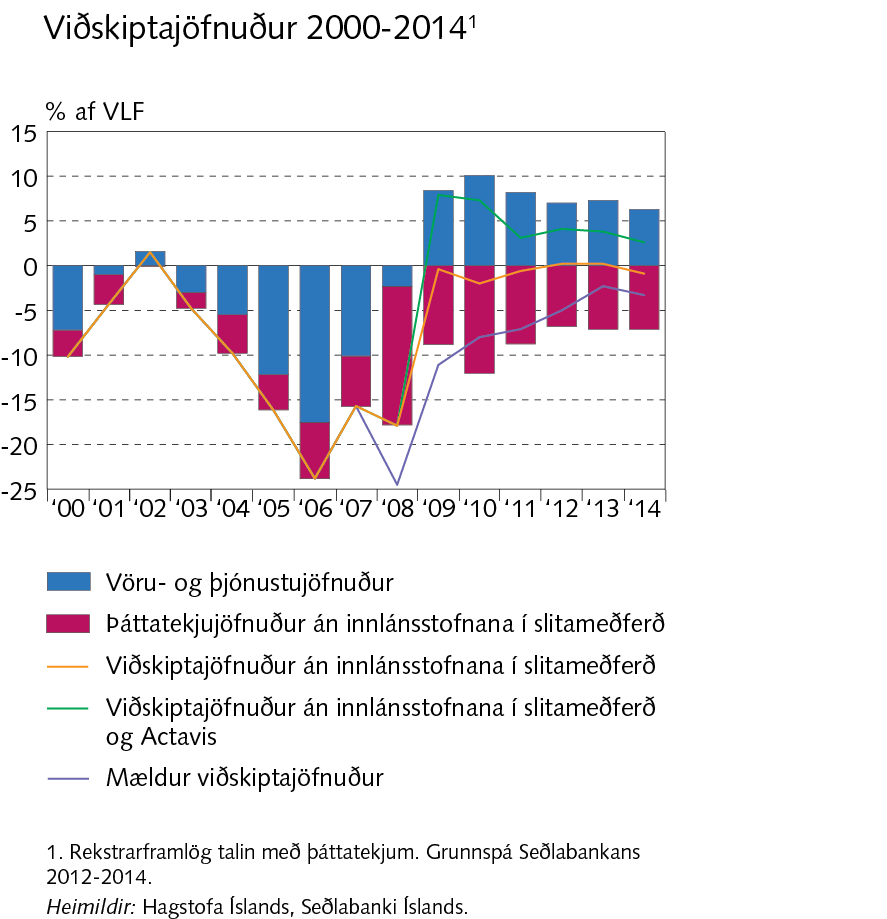 Viðskiptajöfnuður 2000-2014¹
% af VLF
15
10
5
0
-5
-10
-15
-20
-25
‘00 ‘01 ‘02 ‘03 ‘04 ‘05 ‘06 ‘07 ‘08 ‘09 ‘10 ‘11 ‘12 ‘13 ‘14
Vöru- og þjónustujöfnuður
Þáttatekjujöfnuður án innlánsstofnana í slitameðferð
Viðskiptajöfnuður án innlánsstofnana í slitameðferð
Viðskiptajöfnuður án innlánsstofnana í slitameðferð
og Actavis
Mældur viðskiptajöfnuður
1. Rekstrarframlög talin með þáttatekjum. Grunnspá Seðlabankans
2012-2014.
Heimildir: Hagstofa Íslands, Seðlabanki Íslands.